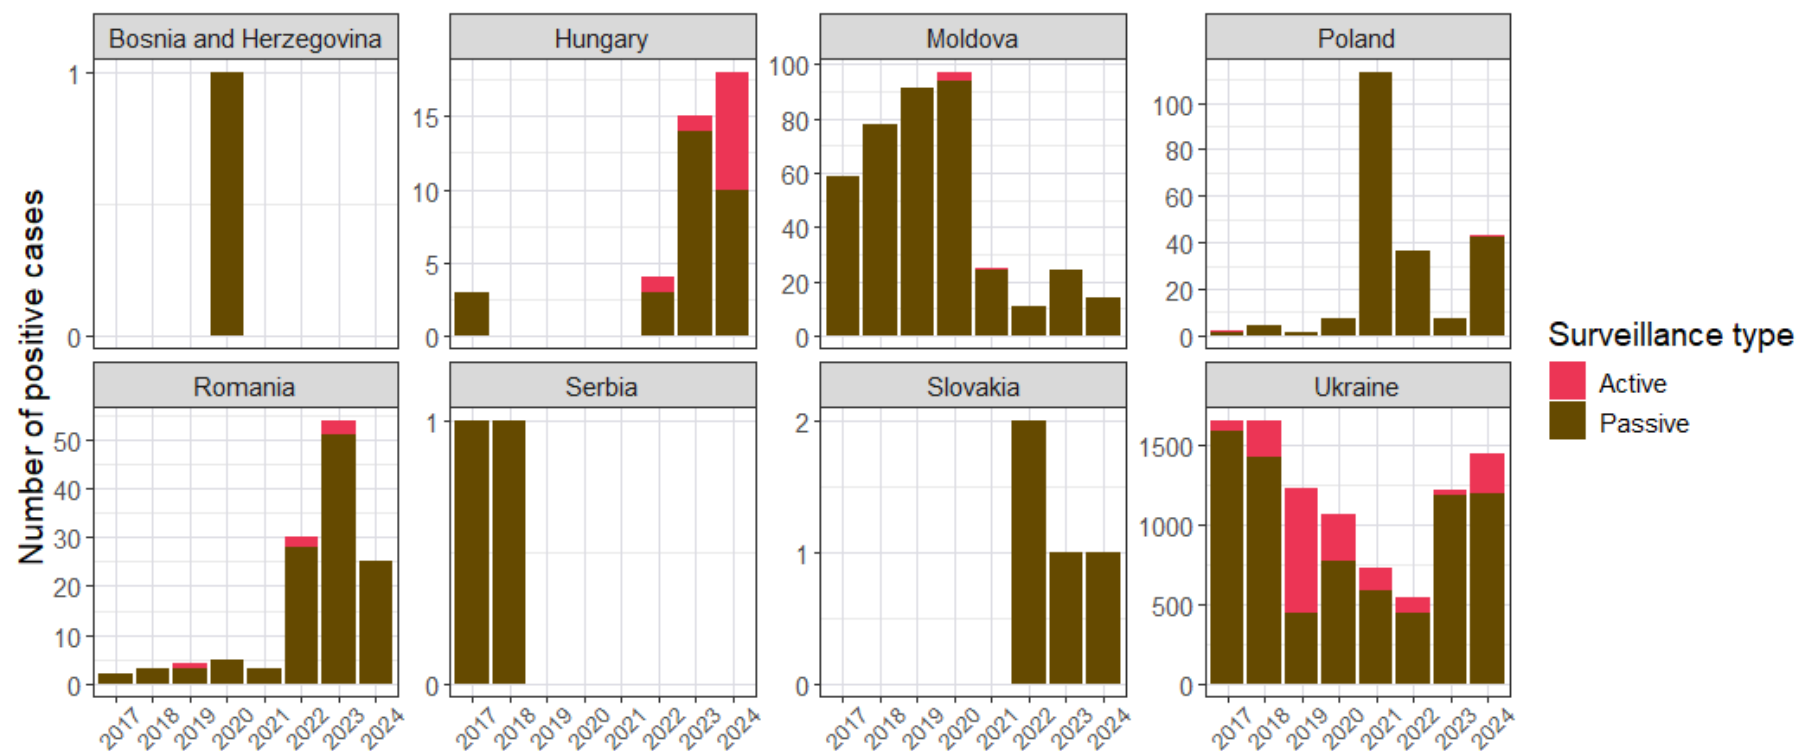 Number of positive cases
Bosnia and Herzegovina
1
0
Hungary
15
10
5
0
Moldova
100
80
60
40
20
0
Poland
100
80
60
40
20
0
Romania
50
40
30
20
10
0
2017 2018 2019 2020 2021 2022 2023 2024
Serbia
1
0
2017 2018 2019 2020 2021 2022 2023 2024
Slovakia
2
1
0
2017 2018 2019 2020 2021 2022 2023 2024
Ukraine
1500
1000
500
0
2017 2018 2019 2020 2021 2022 2023 2024
Surveillance type
Active
Passive